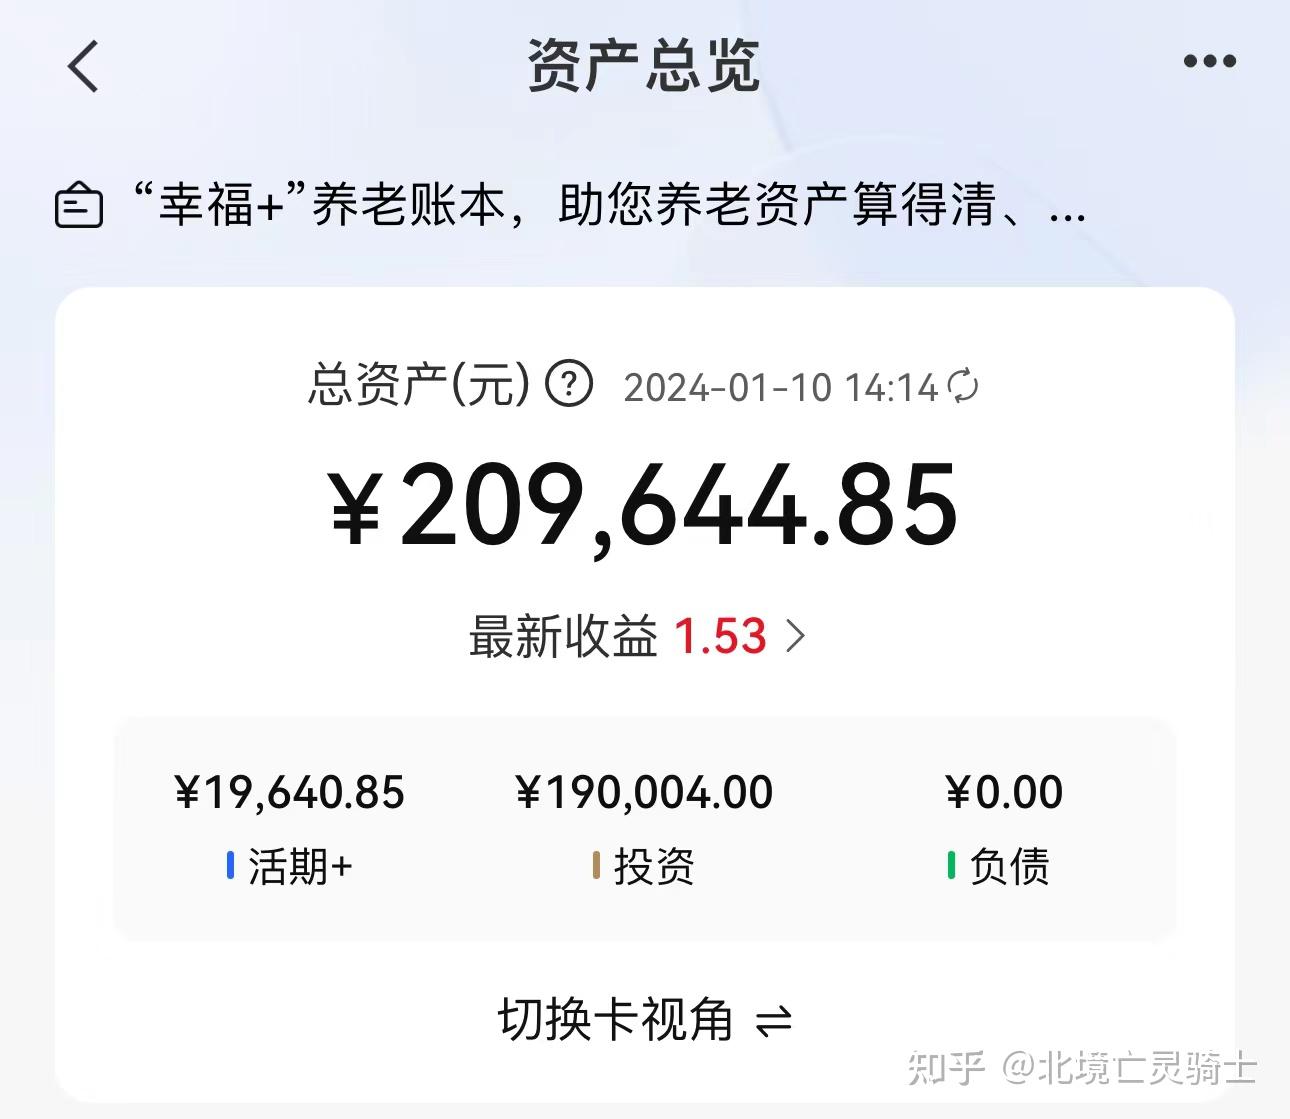 资产总览
“幸福+”养老账本，助您养老资产算得清、...
总资产(元) 2024-01-10 14:14
¥209,644.85
最新收益 1.53
¥19,640.85 ¥190,004.00 ¥0.00
活期+ 投资 负债
切换卡视角
知乎 @北境亡灵骑士